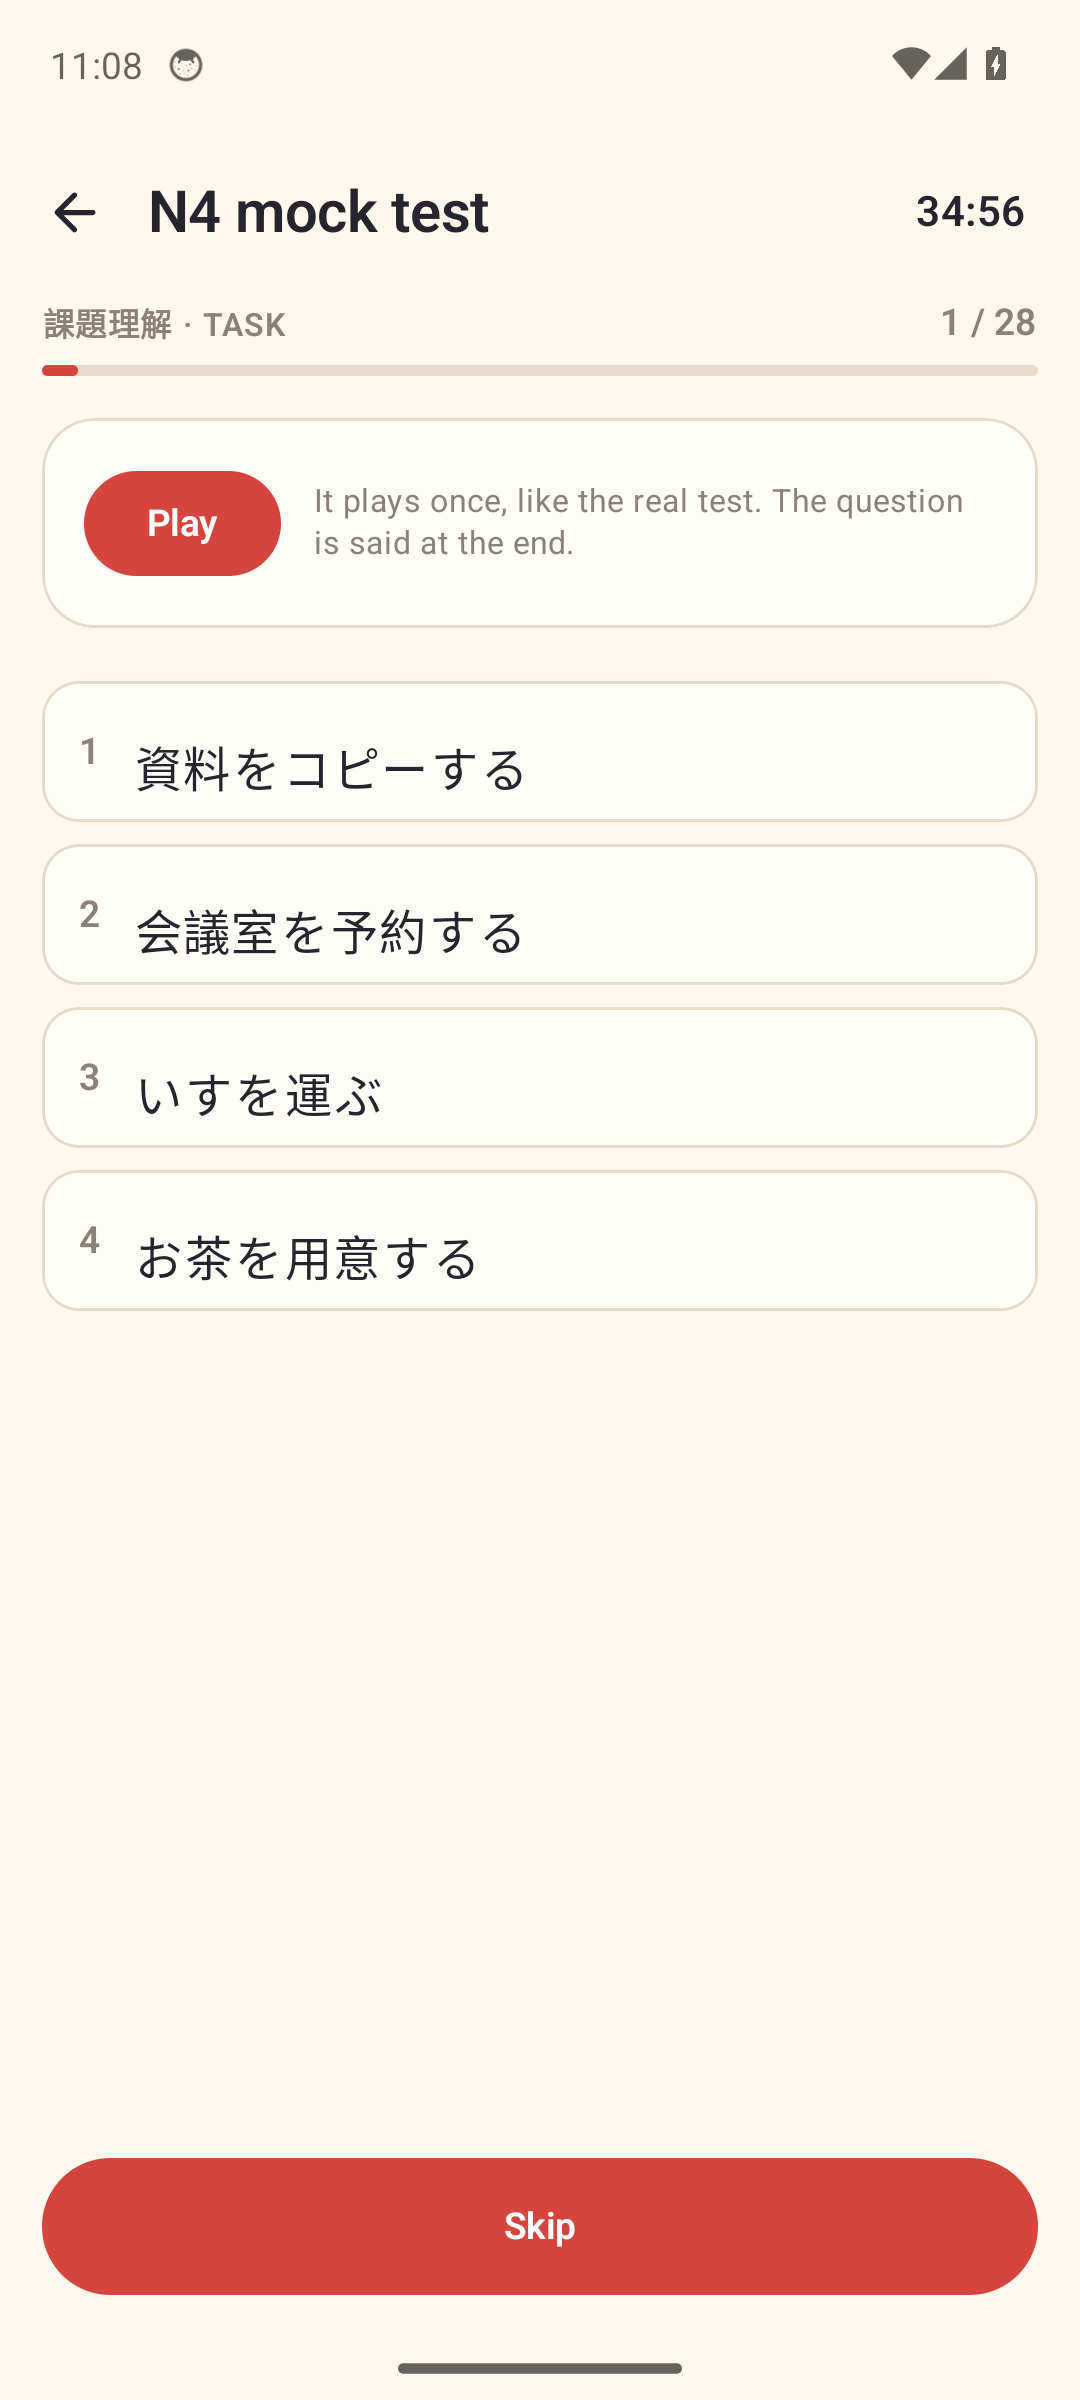 11:08
N4 mock test
34:56
課題理解 · TASK
1 / 28
Play
It plays once, like the real test. The question
is said at the end.
1 資料をコピーする
2 会議室を予約する
3 いすを運ぶ
4 お茶を用意する
Skip